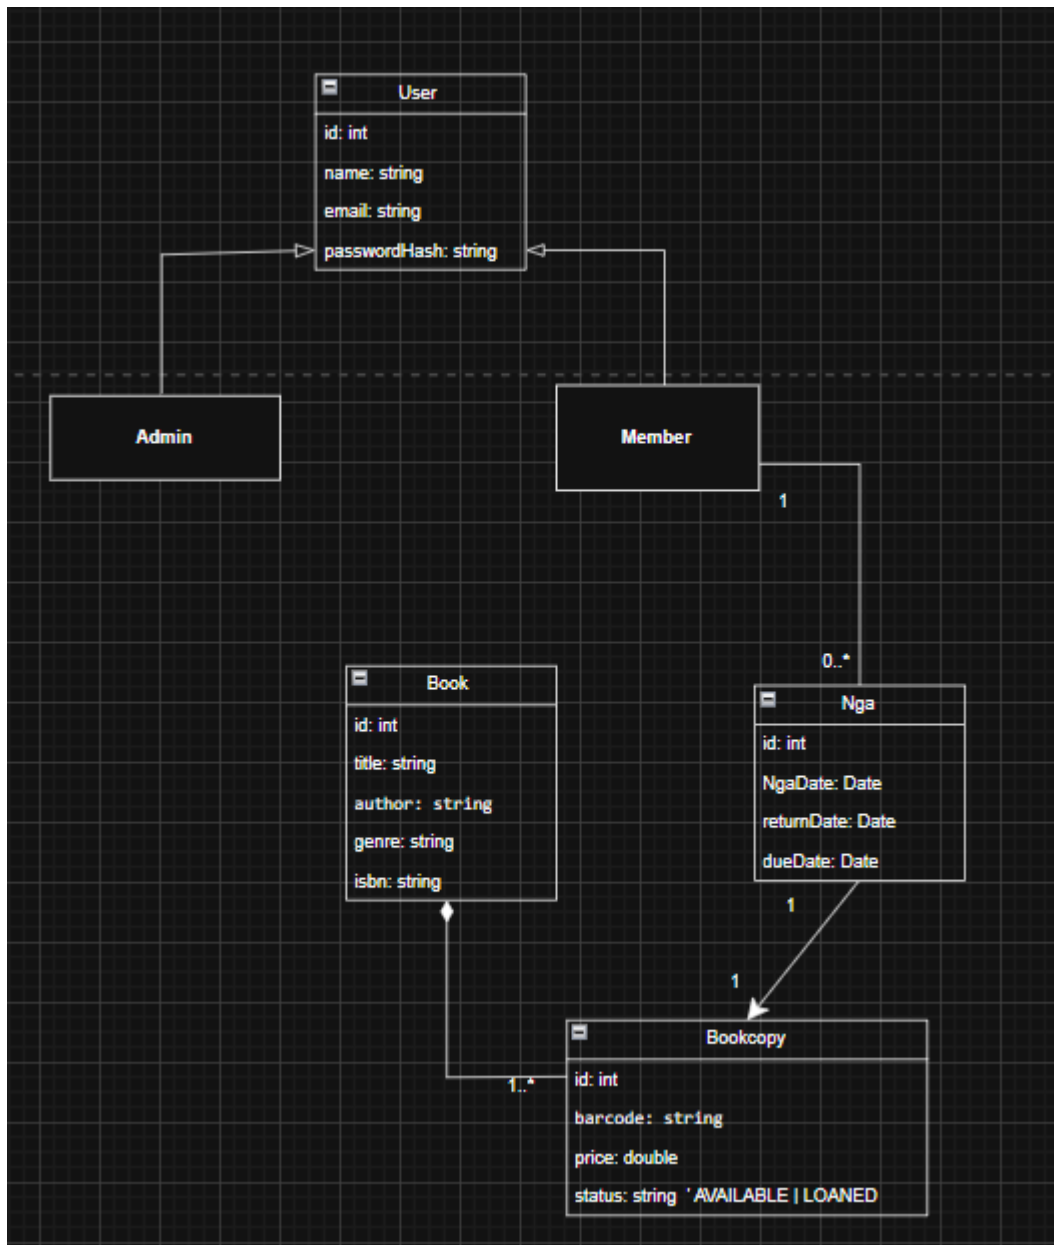 User
id: int
name: string
email: string
passwordHash: string
Admin
Member
1
0..*
Book
id: int
title: string
author: string
genre: string
isbn: string
Nga
id: int
NgaDate: Date
returnDate: Date
dueDate: Date
1
1
1..*
Bookcopy
id: int
barcode: string
price: double
status: string ' AVAILABLE | LOANED